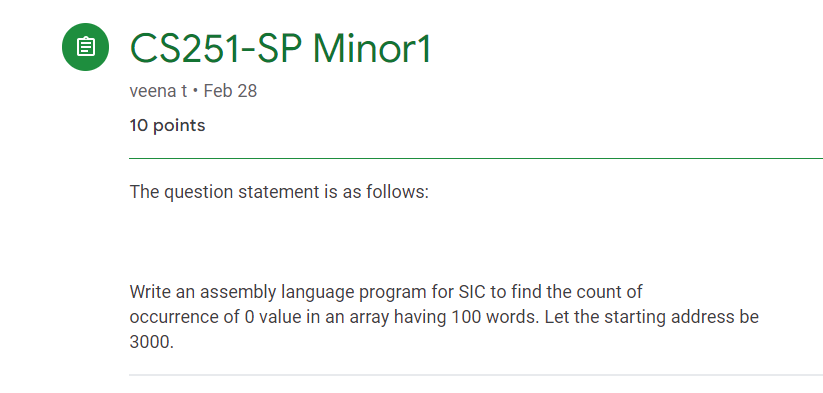 CS251-SP Minor1
veena t • Feb 28
10 points
The question statement is as follows:
Write an assembly language program for SIC to find the count of
occurrence of 0 value in an array having 100 words. Let the starting address be
3000.